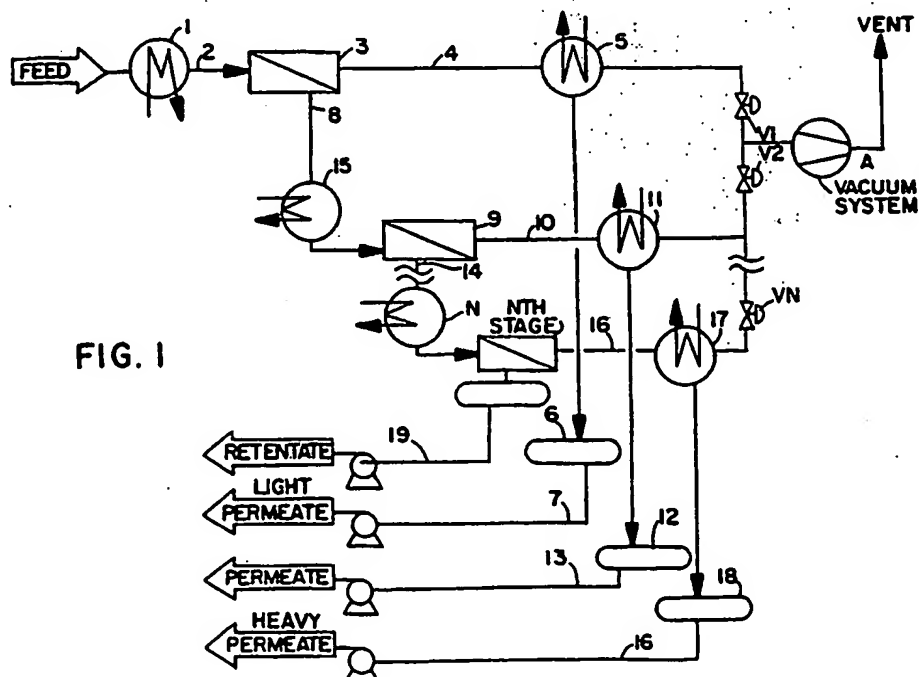 1
2
3
4
5
VENT
FEED
8
V1
V2
A
VACUUM
SYSTEM
15
9
10
11
14
N
NTH
STAGE
16
17
VN
FIG. 1
6
RETENTATE
19
LIGHT
PERMEATE
7
12
PERMEATE
13
18
HEAVY
PERMEATE
16